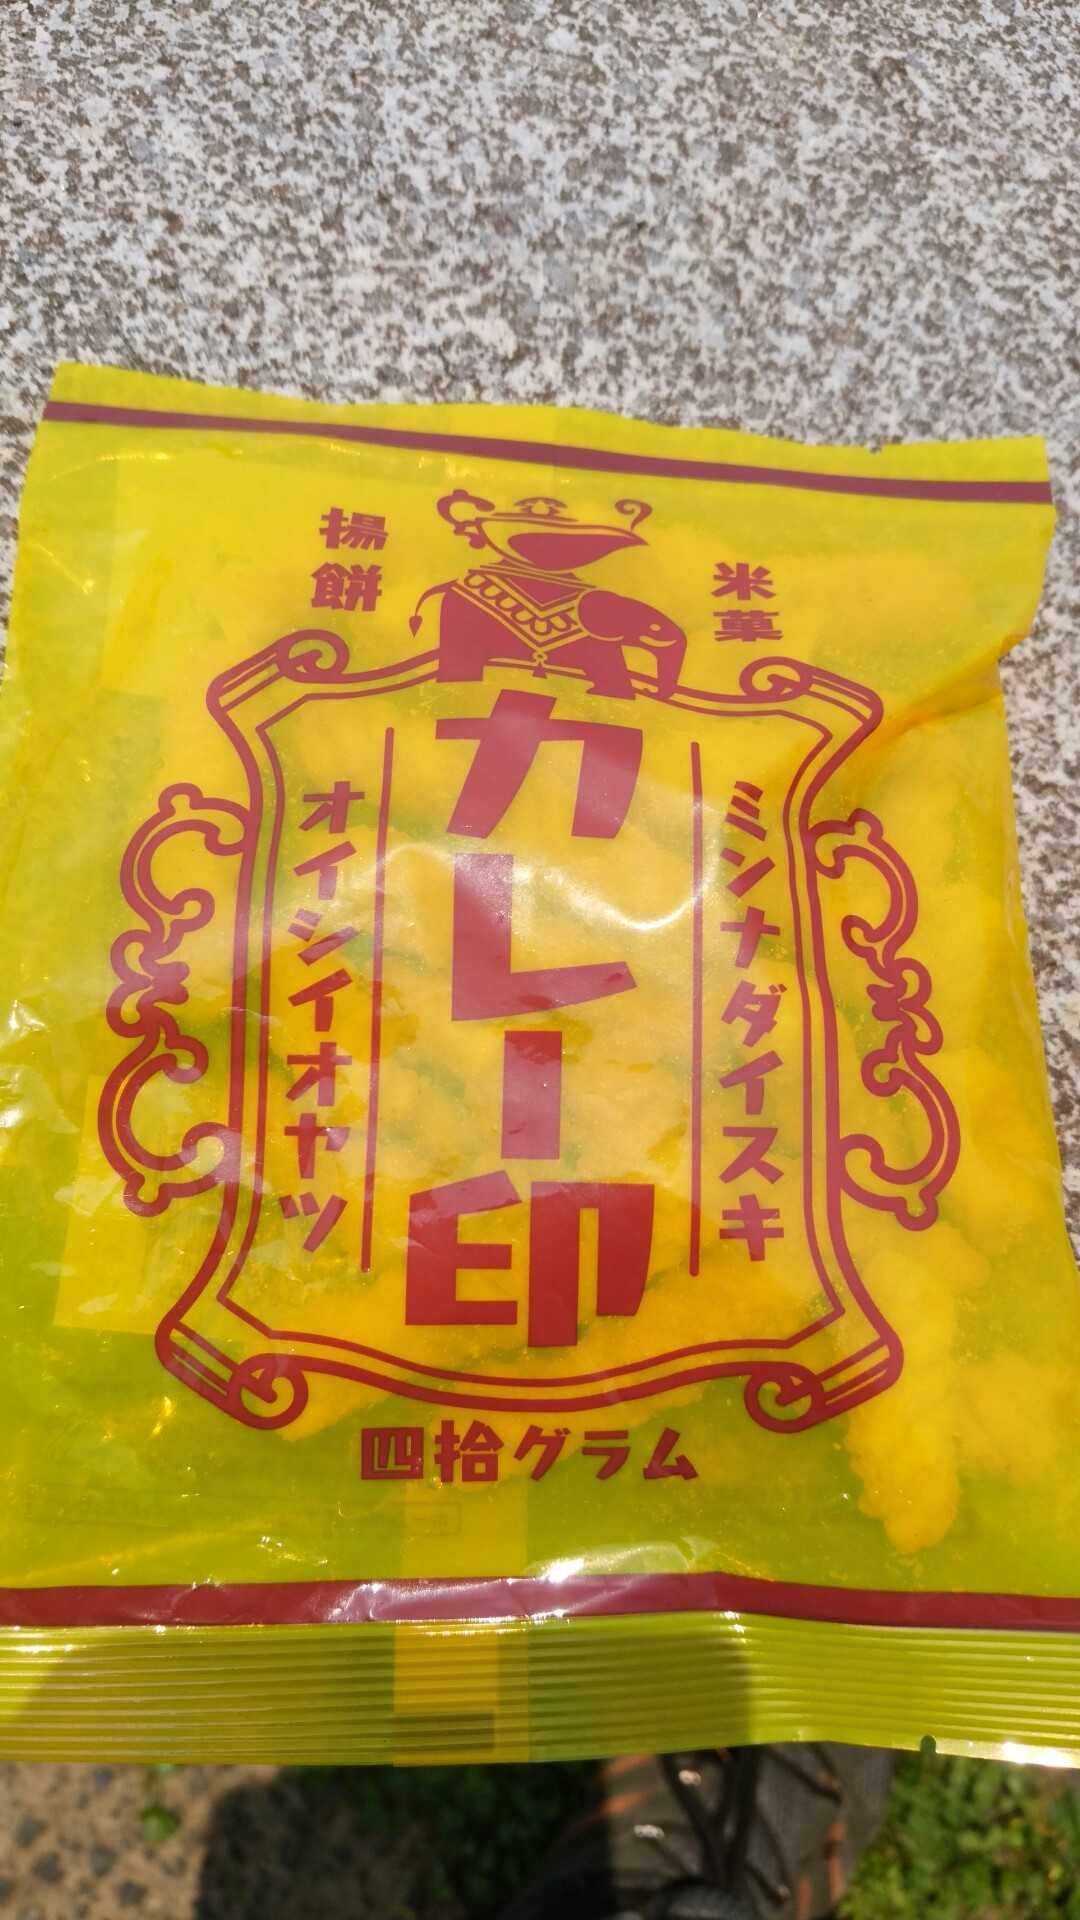 米菓
揚餅
ミンナダイスキ
カレー印
オイシイオヤツ
四拾グラム